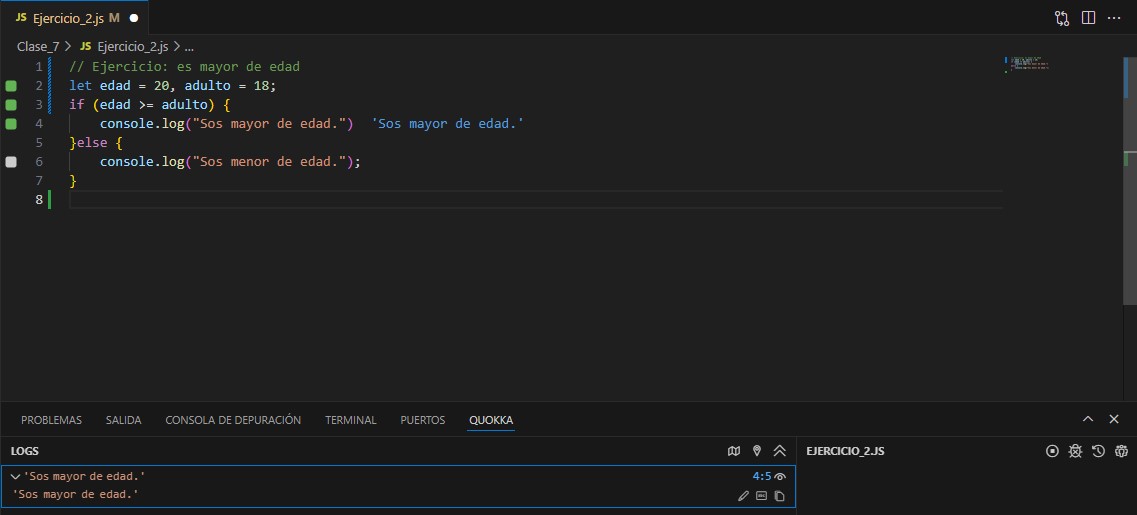 JS Ejercicio_2.js M
Clase_7 > JS Ejercicio_2.js > ...
1 // Ejercicio: es mayor de edad
2 let edad = 20, adulto = 18;
3 if (edad >= adulto) {
4 console.log("Sos mayor de edad.") 'Sos mayor de edad.'
5 }else {
6 console.log("Sos menor de edad.");
7 }
8
PROBLEMAS SALIDA CONSOLA DE DEPURACIÓN TERMINAL PUERTOS QUOKKA
LOGS EJERCICIO_2.JS
'Sos mayor de edad.' 4:5
'Sos mayor de edad.'